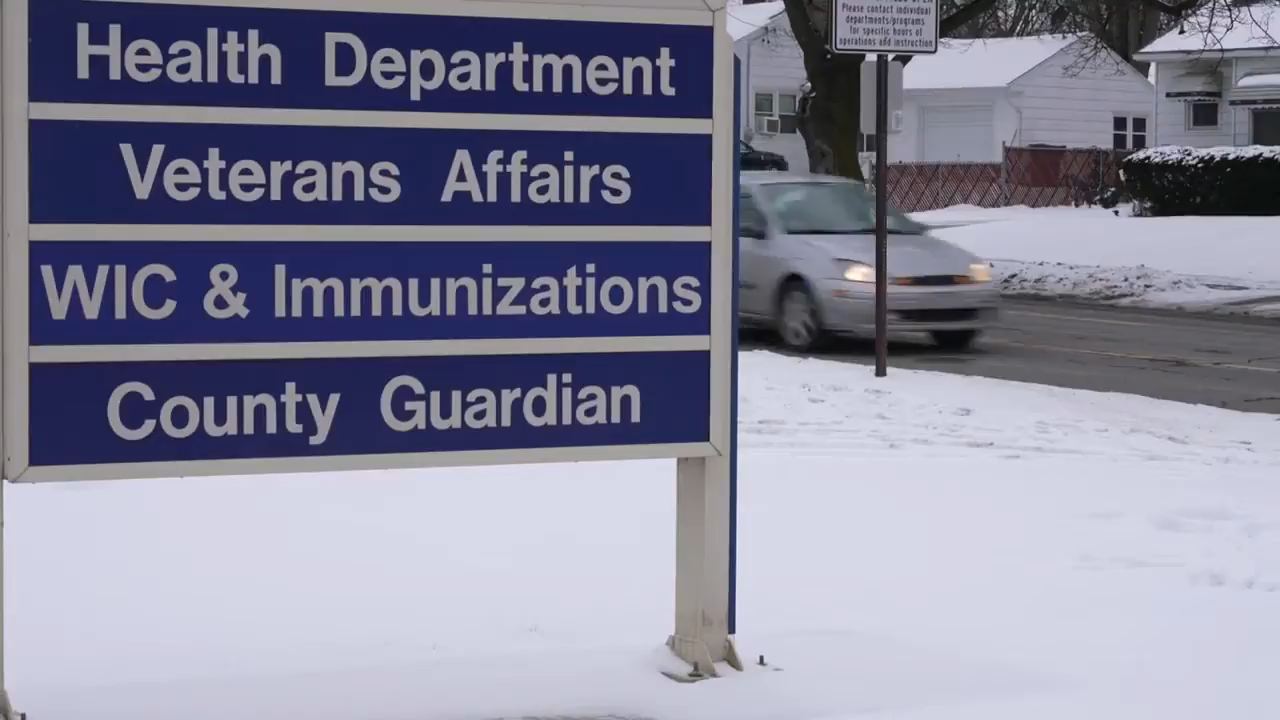 Health Department
Veterans Affairs
WIC & Immunizations
County Guardian
Please contact individual
departments/programs
for specific hours of
operations and instruction